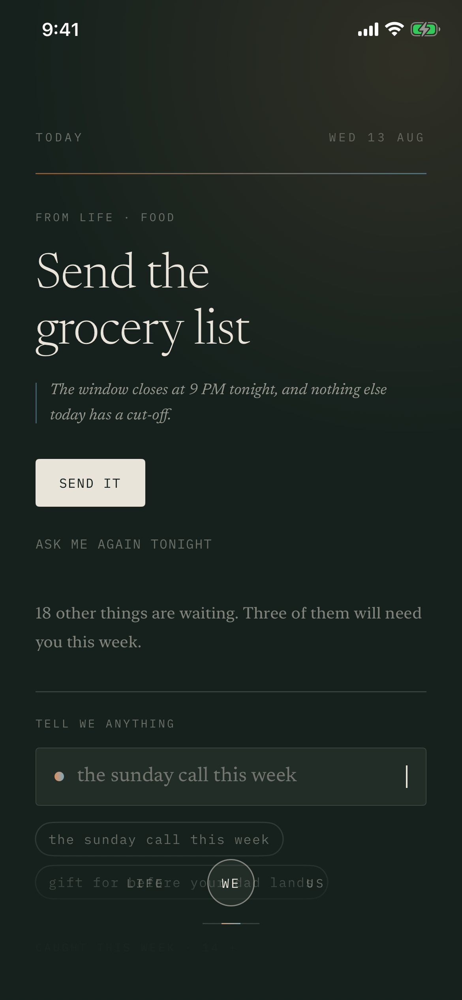 9:41
TODAY
WED 13 AUG
FROM LIFE · FOOD
Send the
grocery list
The window closes at 9 PM tonight, and nothing else
today has a cut-off.
SEND IT
ASK ME AGAIN TONIGHT
18 other things are waiting. Three of them will need
you this week.
TELL WE ANYTHING
the sunday call this week
the sunday call this week
gift for before your dad lands
LIFE
WE
US
CAUGHT THIS WEEK · 14